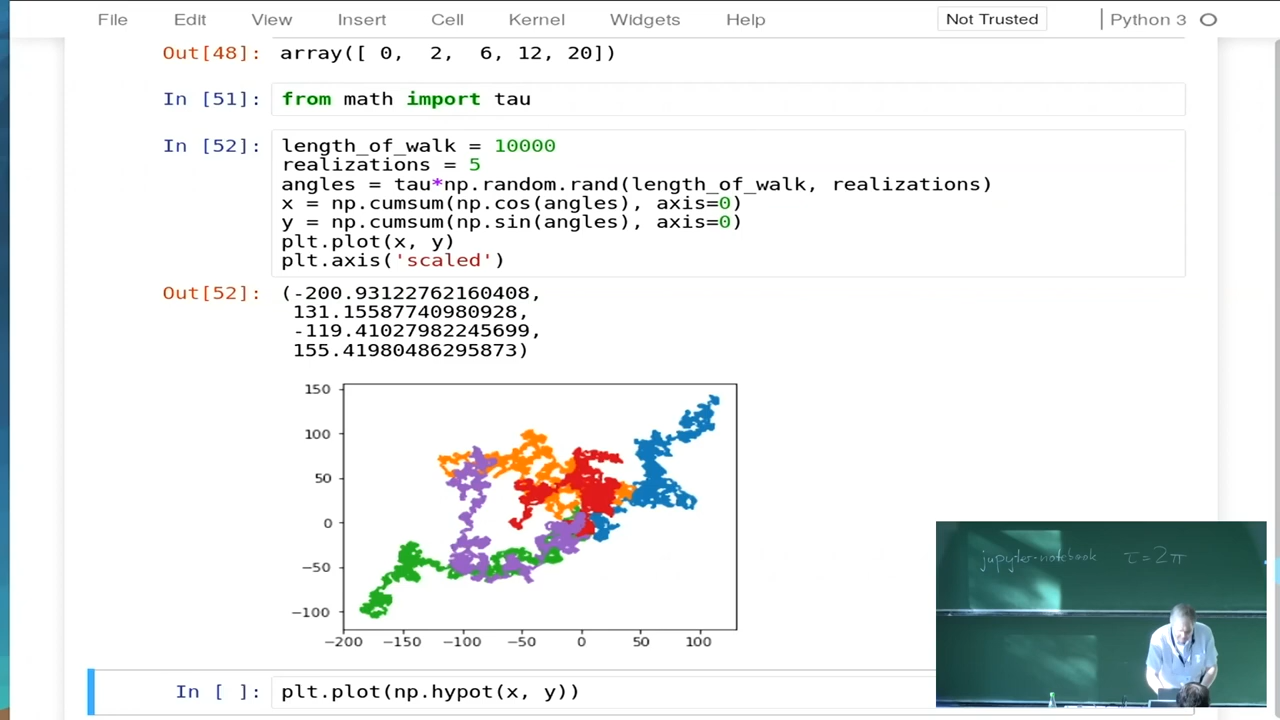 File Edit View Insert Cell Kernel Widgets Help Not Trusted Python 3
Out[48]: array([ 0, 2, 6, 12, 20])
In [51]: from math import tau
In [52]: length_of_walk = 10000
realizations = 5
angles = tau*np.random.rand(length_of_walk, realizations)
x = np.cumsum(np.cos(angles), axis=0)
y = np.cumsum(np.sin(angles), axis=0)
plt.plot(x, y)
plt.axis('scaled')
Out[52]: (-200.93122762160408,
131.15587740980928,
-119.41027982245699,
155.41980486295873)
150
100
50
0
−50
−100
−200 −150 −100 −50 0 50 100
jupyter-notebook τ=2π
In [ ]: plt.plot(np.hypot(x, y))